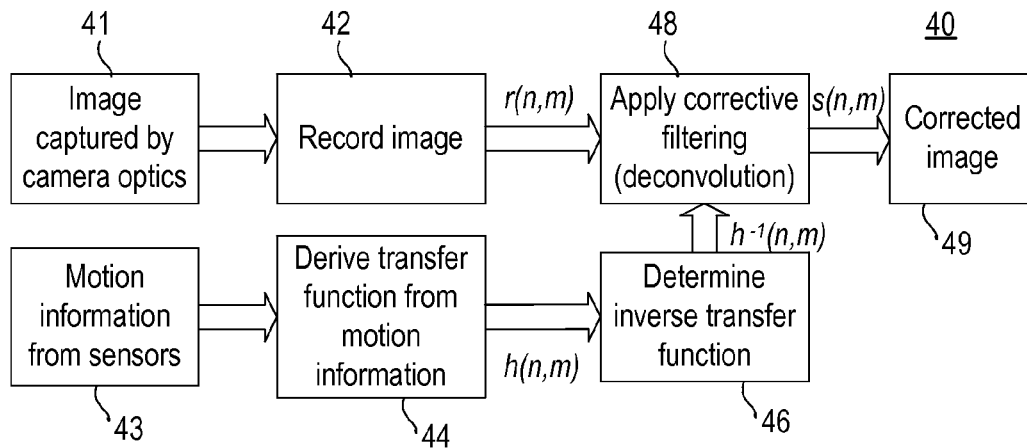 41
42
48
40
Image
captured by
camera optics
Record image
r(n,m)
Apply corrective
filtering
(deconvolution)
s(n,m)
Corrected
image
49
h⁻¹(n,m)
Motion
information
from sensors
Derive transfer
function from
motion
information
h(n,m)
Determine
inverse transfer
function
43
44
46